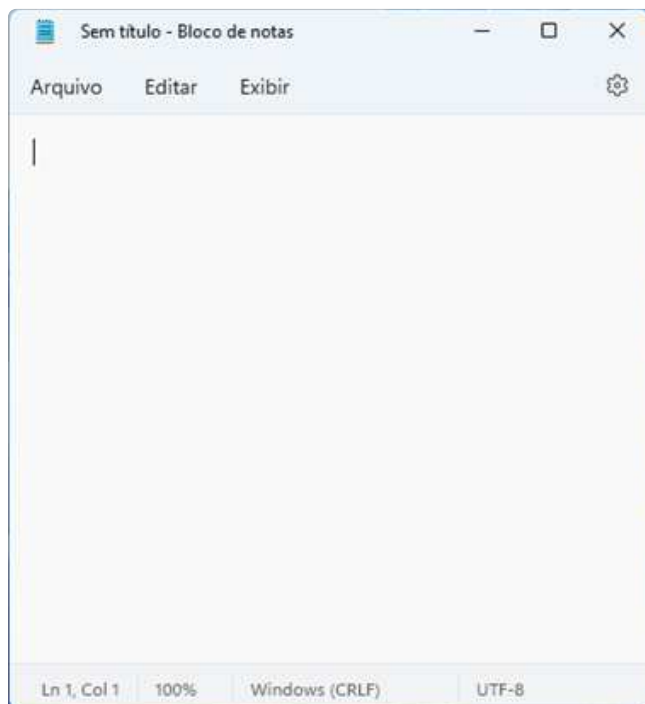 Sem título - Bloco de notas
Arquivo Editar Exibir
Ln 1, Col 1 100% Windows (CRLF) UTF-8